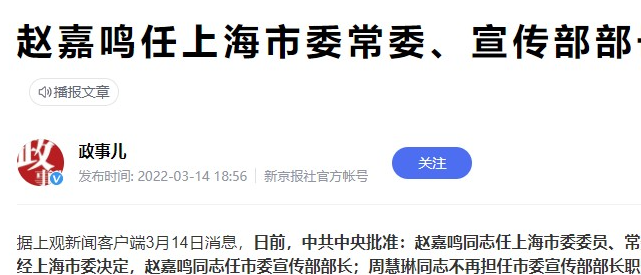 赵嘉鸣任上海市委常委、宣传部部
播报文章
政事
政事儿
发布时间: 2022-03-14 18:56 新京报社官方帐号
关注
据上观新闻客户端3月14日消息，日前，中共中央批准：赵嘉鸣同志任上海市委委员、常
经上海市委决定，赵嘉鸣同志任市委宣传部部长；周慧琳同志不再担任市委宣传部部长职